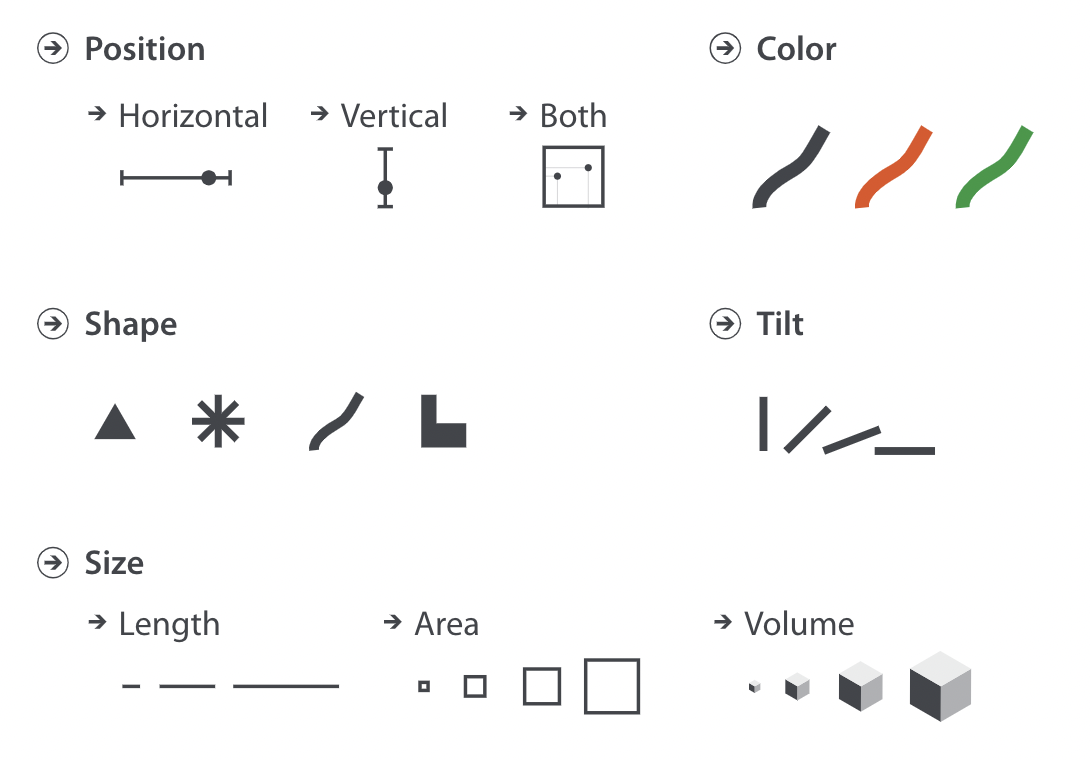 Position
Color
Horizontal
Vertical
Both
Shape
Tilt
Size
Length
Area
Volume